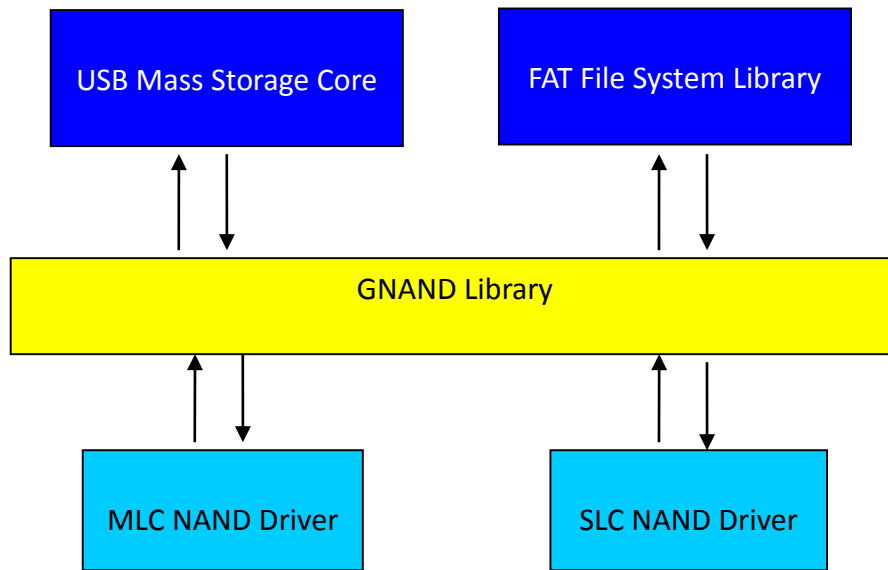 USB Mass Storage Core
FAT File System Library
GNAND Library
MLC NAND Driver
SLC NAND Driver